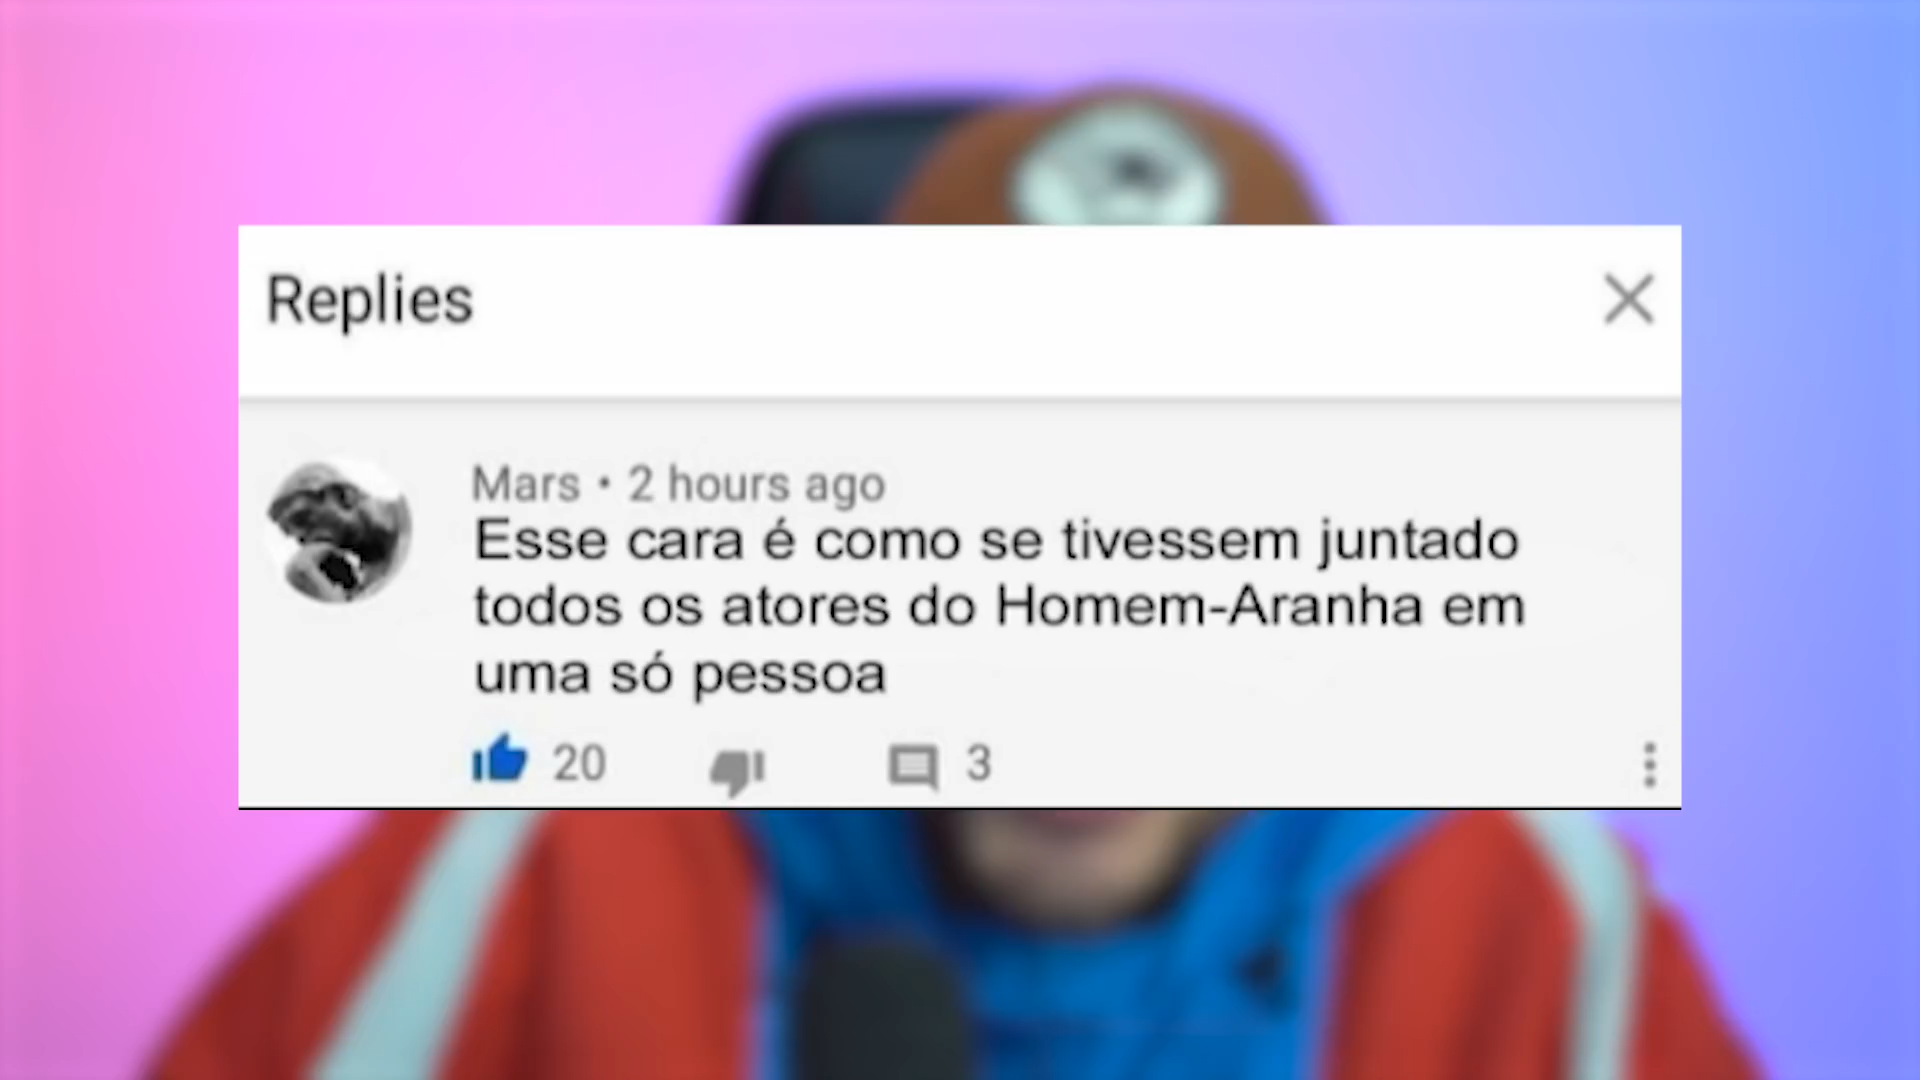 Replies
Mars • 2 hours ago
Esse cara é como se tivessem juntado
todos os atores do Homem-Aranha em
uma só pessoa
20
3